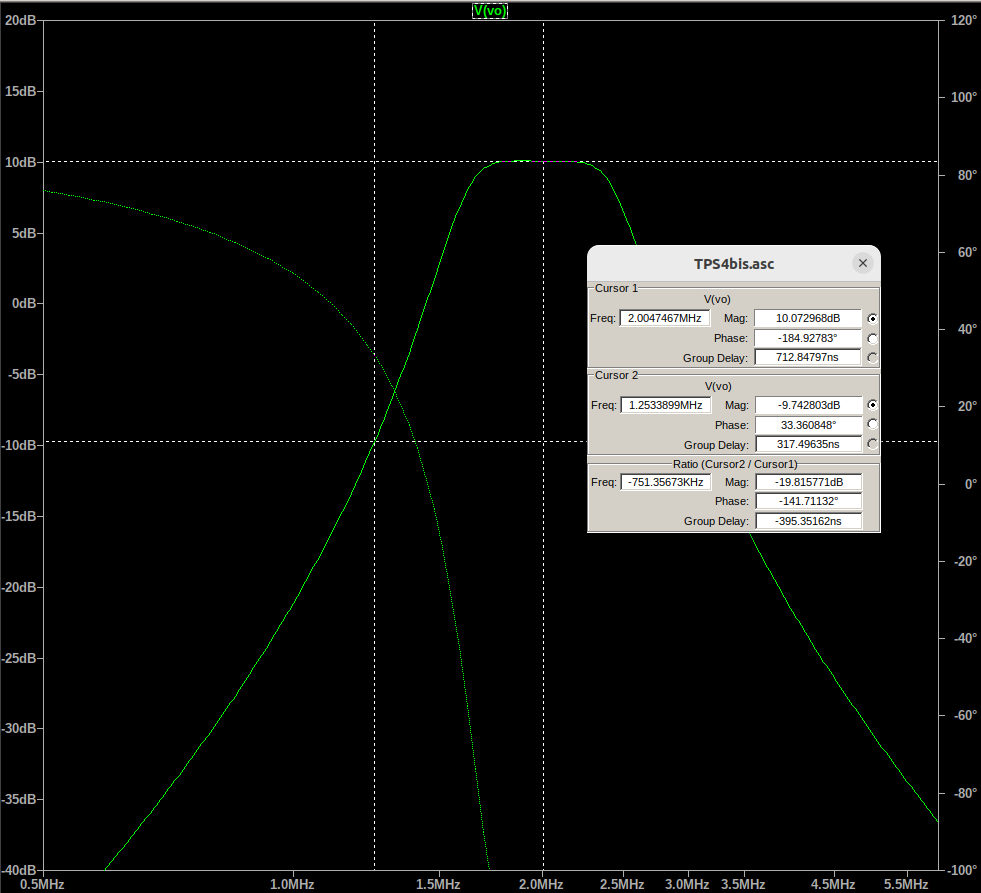 V(vo)
20dB
15dB
10dB
5dB
0dB
-5dB
-10dB
-15dB
-20dB
-25dB
-30dB
-35dB
-40dB
120°
100°
80°
60°
40°
20°
0°
-20°
-40°
-60°
-80°
-100°
TPS4bis.asc ×
Cursor 1
V(vo)
Freq: 2.0047467MHz Mag: 10.072968dB
Phase: -184.92783°
Group Delay: 712.84797ns
Cursor 2
V(vo)
Freq: 1.2533899MHz Mag: -9.742803dB
Phase: 33.360848°
Group Delay: 317.49635ns
Ratio (Cursor2 / Cursor1)
Freq: -751.35673KHz Mag: -19.815771dB
Phase: -141.71132°
Group Delay: -395.35162ns
0.5MHz 1.0MHz 1.5MHz 2.0MHz 2.5MHz 3.0MHz 3.5MHz 4.5MHz 5.5MHz